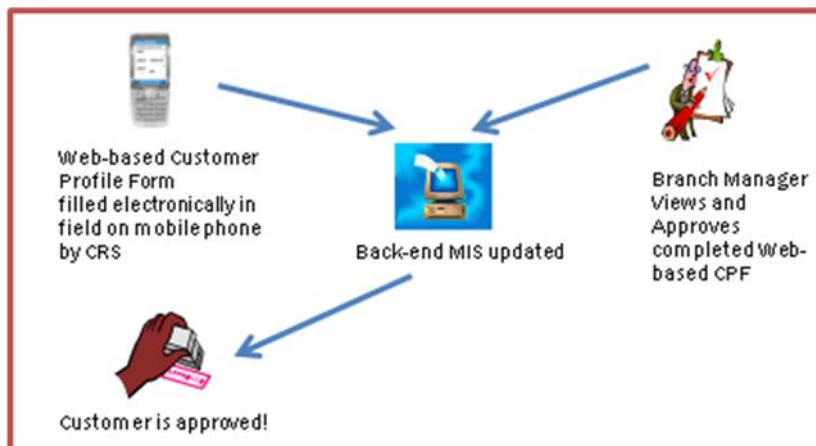 Web-based Customer
Profile Form
filled electronically in
field on mobile phone
by CRS
Back-end MIS updated
Branch Manager
Views and
Approves
completed Web-
based CPF
Customer is approved!